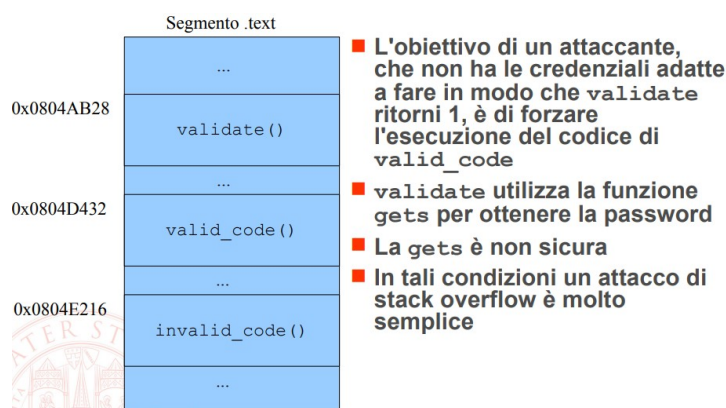 Segmento .text
...
0x0804AB28
validate()
...
0x0804D432
valid_code()
...
0x0804E216
invalid_code()
...
L'obiettivo di un attaccante,
che non ha le credenziali adatte
a fare in modo che validate
ritorni 1, è di forzare
l'esecuzione del codice di
valid_code
validate utilizza la funzione
gets per ottenere la password
La gets è non sicura
In tali condizioni un attacco di
stack overflow è molto
semplice